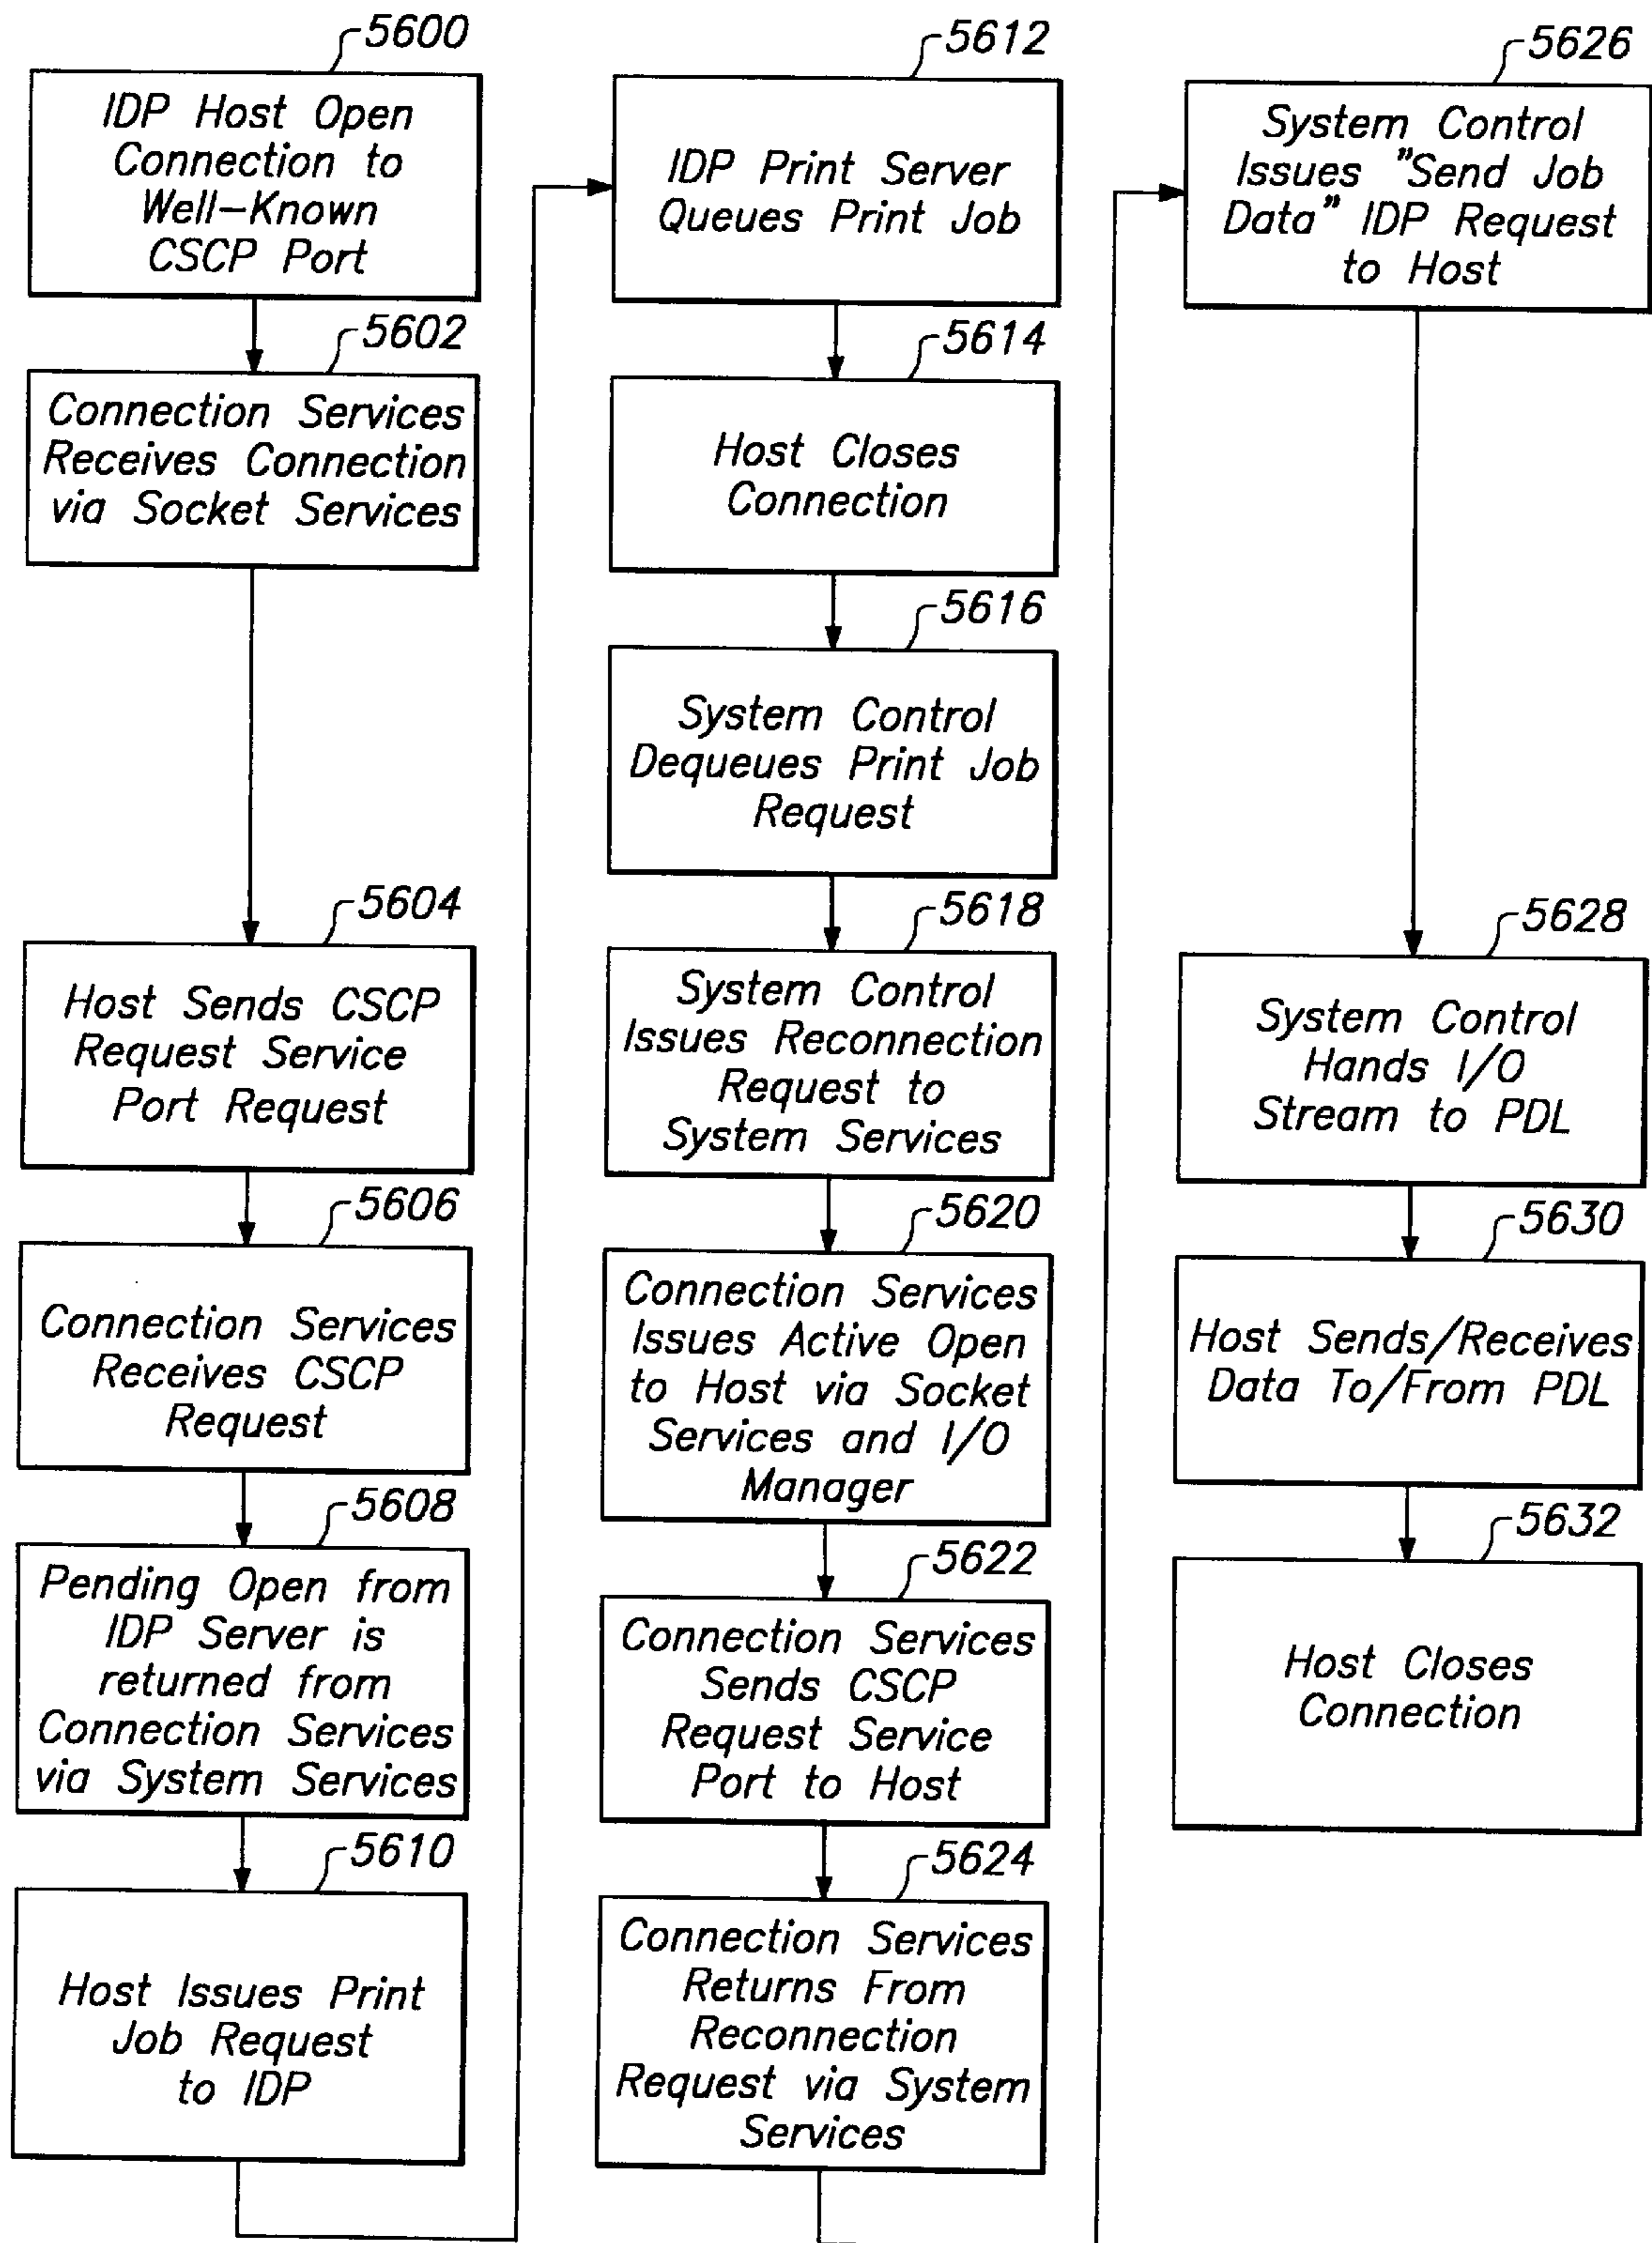 5600
IDP Host Open
Connection to
Well-Known
CSCP Port
5602
Connection Services
Receives Connection
via Socket Services
5604
Host Sends CSCP
Request Service
Port Request
5606
Connection Services
Receives CSCP
Request
5608
Pending Open from
IDP Server is
returned from
Connection Services
via System Services
5610
Host Issues Print
Job Request
to IDP
5612
IDP Print Server
Queues Print Job
5614
Host Closes
Connection
5616
System Control
Dequeues Print Job
Request
5618
System Control
Issues Reconnection
Request to
System Services
5620
Connection Services
Issues Active Open
to Host via Socket
Services and I/O
Manager
5622
Connection Services
Sends CSCP
Request Service
Port to Host
5624
Connection Services
Returns From
Reconnection
Request via System
Services
5626
System Control
Issues "Send Job
Data" IDP Request
to Host
5628
System Control
Hands I/O
Stream to PDL
5630
Host Sends/Receives
Data To/From PDL
5632
Host Closes
Connection